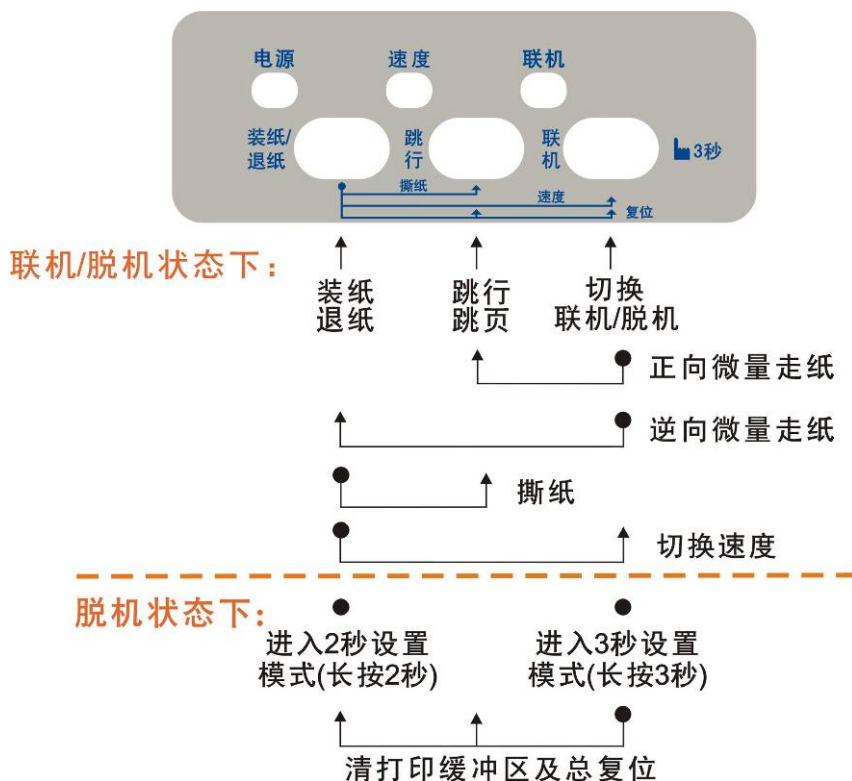 电源 速度 联机
装纸/ 跳 联
退纸 行 机 3秒
撕纸
速度
复位
联机/脱机状态下：
装纸 跳行 切换
退纸 跳页 联机/脱机
正向微量走纸
逆向微量走纸
撕纸
切换速度
脱机状态下：
进入2秒设置 进入3秒设置
模式(长按2秒) 模式(长按3秒)
清打印缓冲区及总复位